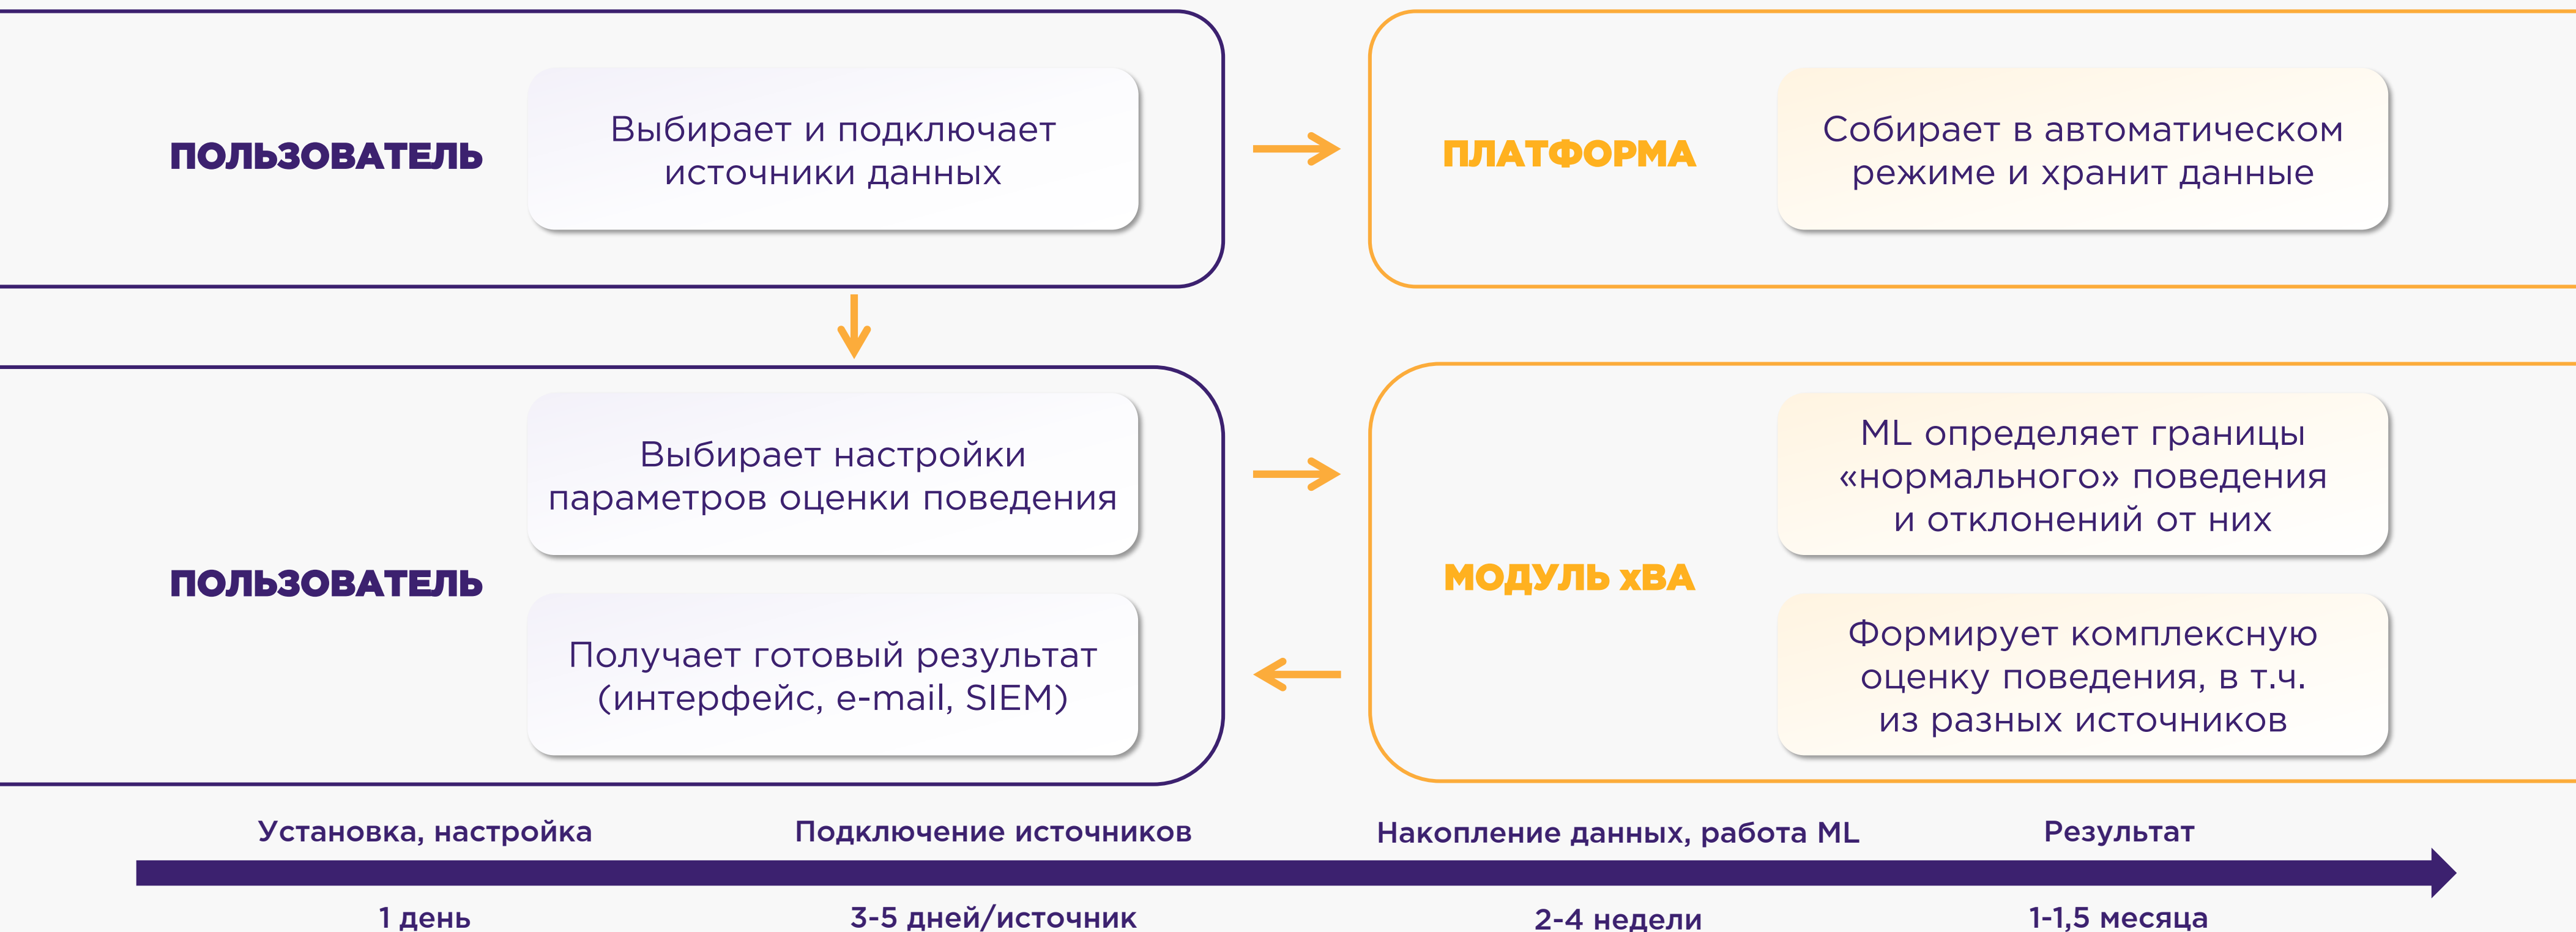 ПОЛЬЗОВАТЕЛЬ
Выбирает и подключает
источники данных
ПЛАТФОРМА
Собирает в автоматическом
режиме и хранит данные
ПОЛЬЗОВАТЕЛЬ
Выбирает настройки
параметров оценки поведения
Получает готовый результат
(интерфейс, e-mail, SIEM)
МОДУЛЬ xBA
ML определяет границы
«нормального» поведения
и отклонений от них
Формирует комплексную
оценку поведения, в т.ч.
из разных источников
Установка, настройка
Подключение источников
Накопление данных, работа ML
Результат
1 день
3-5 дней/источник
2-4 недели
1-1,5 месяца